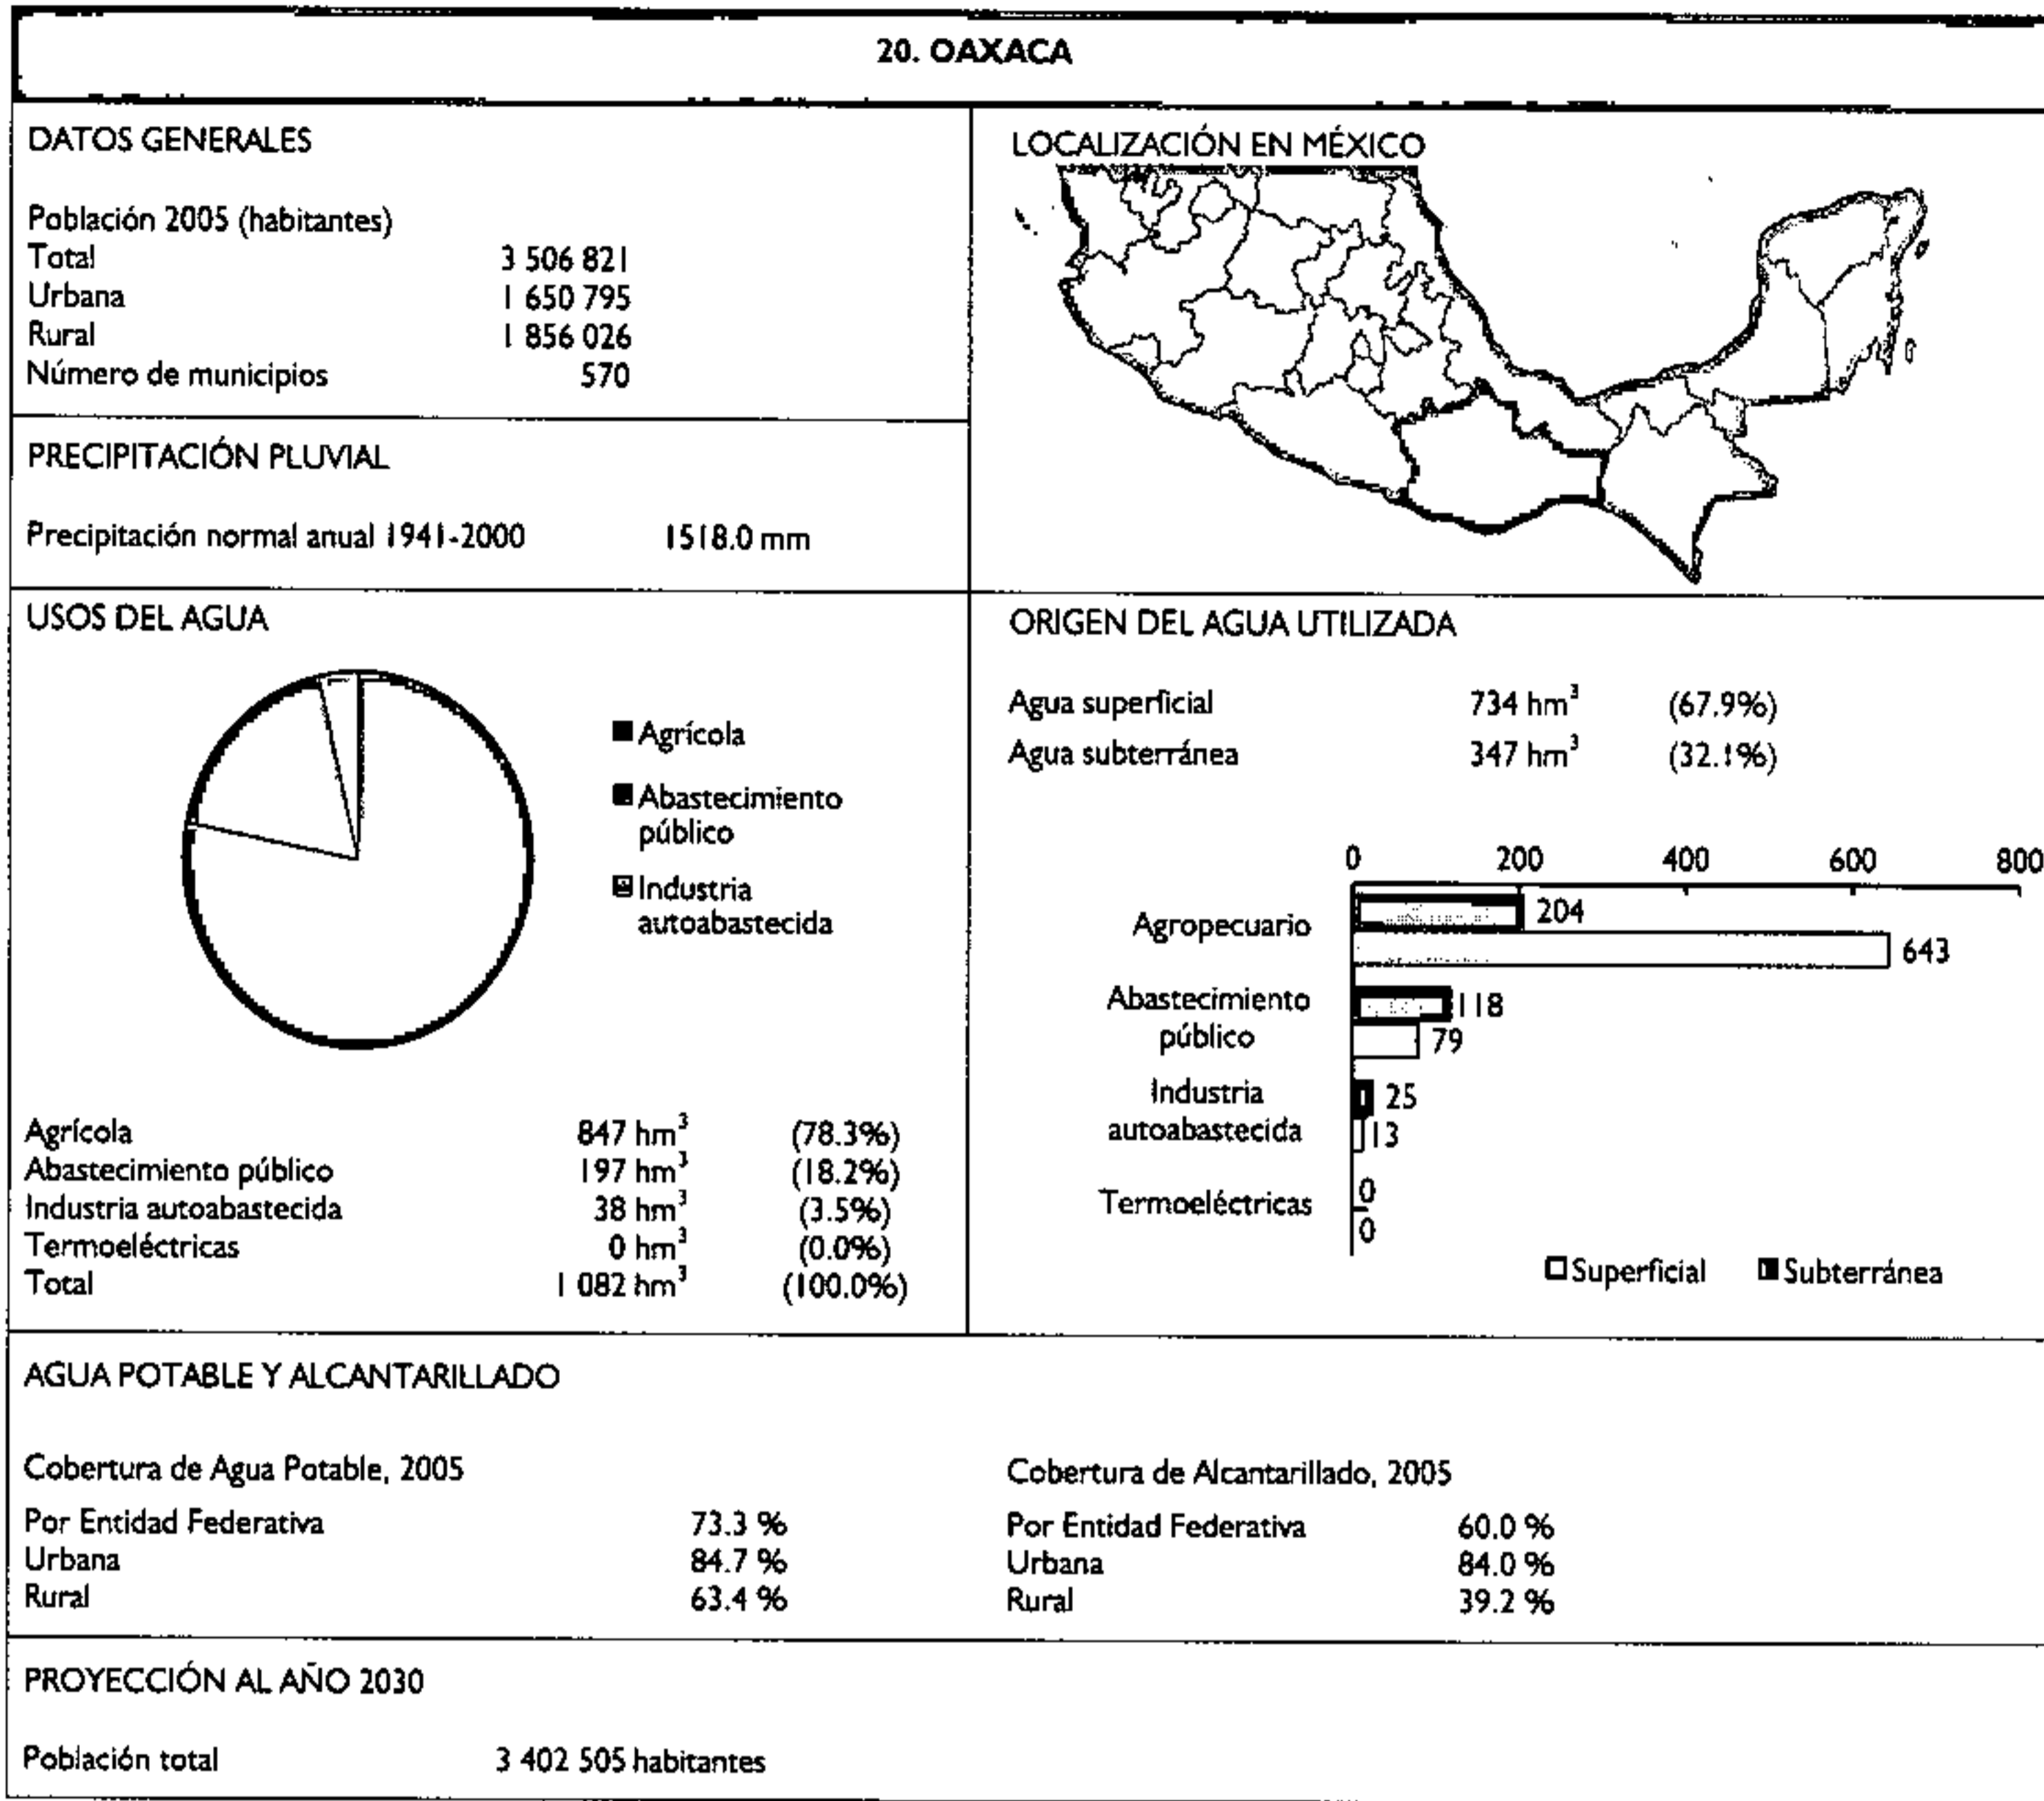 20. OAXACA
DATOS GENERALES
Población 2005 (habitantes)
Total 3 506 821
Urbana 1 650 795
Rural 1 856 026
Número de municipios 570
LOCALIZACIÓN EN MÉXICO
PRECIPITACIÓN PLUVIAL
Precipitación normal anual 1941-2000 1518.0 mm
USOS DEL AGUA
Agrícola
Abastecimiento
público
Industria
autoabastecida
Agrícola 847 hm³ (78.3%)
Abastecimiento público 197 hm³ (18.2%)
Industria autoabastecida 38 hm³ (3.5%)
Termoeléctricas 0 hm³ (0.0%)
Total 1 082 hm³ (100.0%)
ORIGEN DEL AGUA UTILIZADA
Agua superficial 734 hm³ (67.9%)
Agua subterránea 347 hm³ (32.1%)
0 200 400 600 800
Agropecuario 204
643
Abastecimiento 118
público 79
Industria 25
autoabastecida 13
Termoeléctricas 0
0
Superficial Subterránea
AGUA POTABLE Y ALCANTARILLADO
Cobertura de Agua Potable, 2005
Por Entidad Federativa 73.3 %
Urbana 84.7 %
Rural 63.4 %
Cobertura de Alcantarillado, 2005
Por Entidad Federativa 60.0 %
Urbana 84.0 %
Rural 39.2 %
PROYECCIÓN AL AÑO 2030
Población total 3 402 505 habitantes